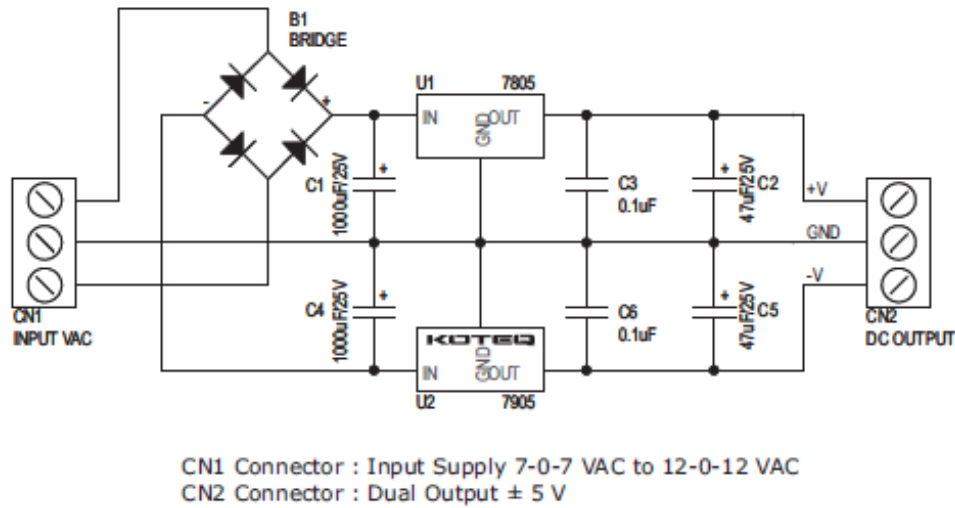 B1
BRIDGE
-
+
U1
7805
IN
GND
OUT
C1
+
1000uF/25V
C3
0.1uF
+
C2
47uF/25V
+V
GND
-V
CN1
INPUT VAC
C4
+
1000uF/25V
C6
0.1uF
+
C5
47uF/25V
CN2
DC OUTPUT
KOTEQ
IN
GND
OUT
U2
7905
CN1 Connector : Input Supply 7-0-7 VAC to 12-0-12 VAC
CN2 Connector : Dual Output ± 5 V